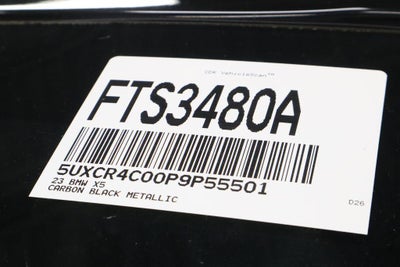 CDK VehicleScan™
FTS3480A
5UXCR4C00P9P55501
23 BMW X5
CARBON BLACK METALLIC
D26